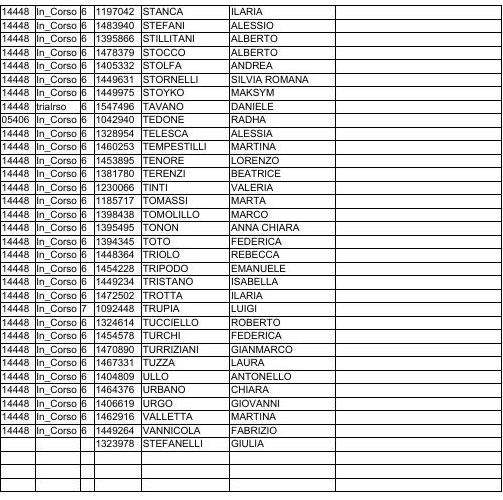 14448 In_Corso 6 1197042 STANCA ILARIA
14448 In_Corso 6 1483940 STEFANI ALESSIO
14448 In_Corso 6 1395866 STILLITANI ALBERTO
14448 In_Corso 6 1478379 STOCCO ALBERTO
14448 In_Corso 6 1405332 STOLFA ANDREA
14448 In_Corso 6 1449631 STORNELLI SILVIA ROMANA
14448 In_Corso 6 1449975 STOYKO MAKSYM
14448 trialrso 6 1547496 TAVANO DANIELE
05406 In_Corso 6 1042940 TEDONE RADHA
14448 In_Corso 6 1328954 TELESCA ALESSIA
14448 In_Corso 6 1460253 TEMPESTILLI MARTINA
14448 In_Corso 6 1453895 TENORE LORENZO
14448 In_Corso 6 1381780 TERENZI BEATRICE
14448 In_Corso 6 1230066 TINTI VALERIA
14448 In_Corso 6 1185717 TOMASSI MARTA
14448 In_Corso 6 1398438 TOMOLILLO MARCO
14448 In_Corso 6 1395495 TONON ANNA CHIARA
14448 In_Corso 6 1394345 TOTO FEDERICA
14448 In_Corso 6 1448364 TRIOLO REBECCA
14448 In_Corso 6 1454228 TRIPODO EMANUELE
14448 In_Corso 6 1449234 TRISTANO ISABELLA
14448 In_Corso 6 1472502 TROTTA ILARIA
14448 In_Corso 7 1092448 TRUPIA LUIGI
14448 In_Corso 6 1324614 TUCCIELLO ROBERTO
14448 In_Corso 6 1454578 TURCHI FEDERICA
14448 In_Corso 6 1470890 TURRIZIANI GIANMARCO
14448 In_Corso 6 1467331 TUZZA LAURA
14448 In_Corso 6 1404809 ULLO ANTONELLO
14448 In_Corso 6 1464376 URBANO CHIARA
14448 In_Corso 6 1406619 URGO GIOVANNI
14448 In_Corso 6 1462916 VALLETTA MARTINA
14448 In_Corso 6 1449264 VANNICOLA FABRIZIO
1323978 STEFANELLI GIULIA